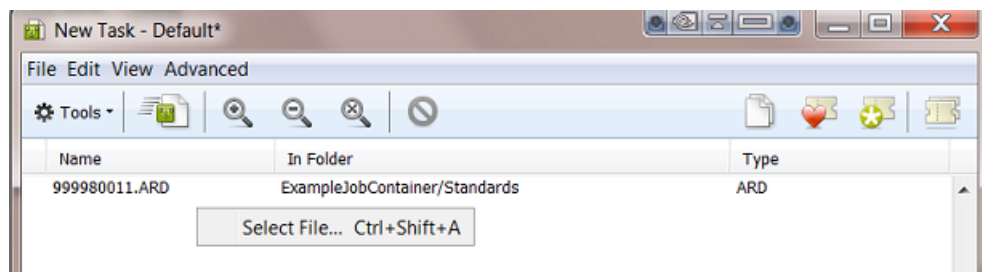 New Task - Default*
File Edit View Advanced
Tools
Name In Folder Type
999980011.ARD ExampleJobContainer/Standards ARD
Select File... Ctrl+Shift+A